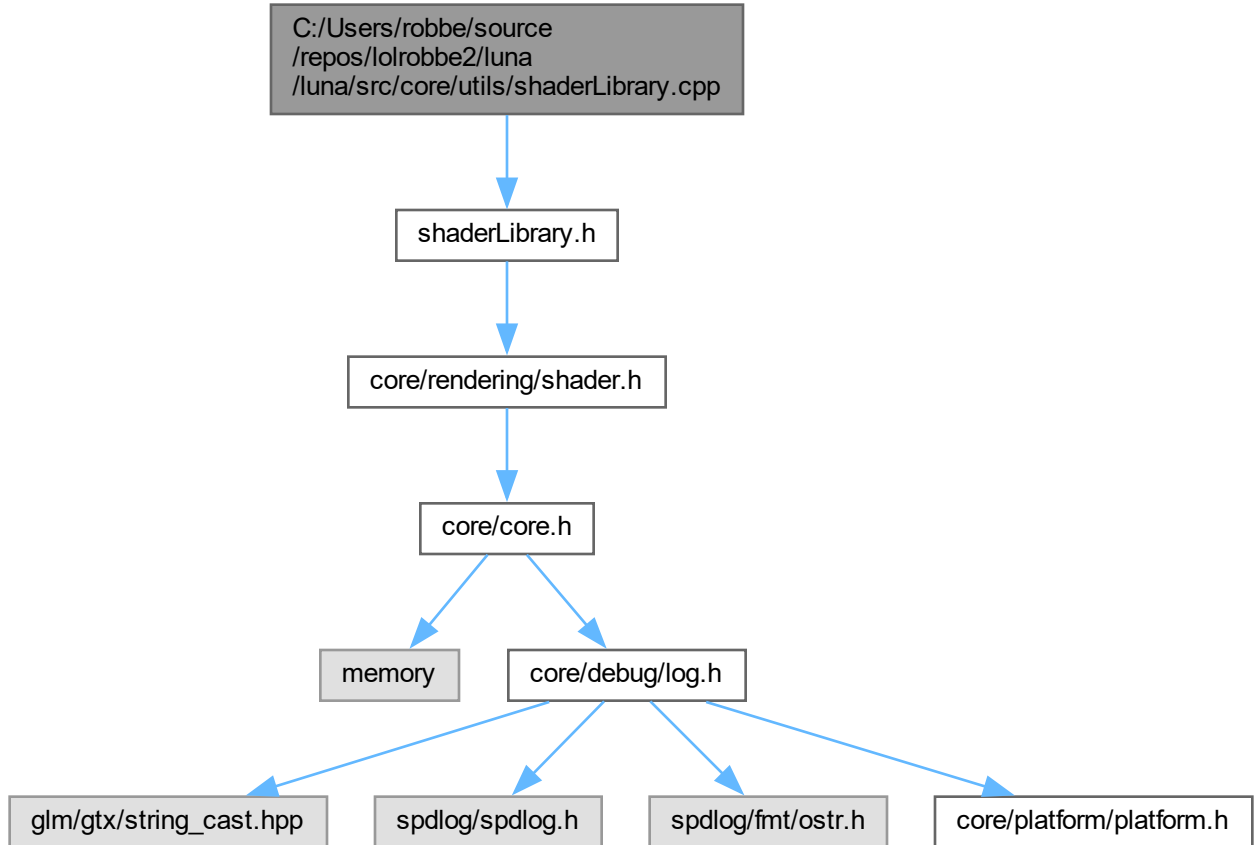 C:/Users/robbe/source
/repos/lolrobbe2/luna
/luna/src/core/utils/shaderLibrary.cpp
shaderLibrary.h
core/rendering/shader.h
core/core.h
memory
core/debug/log.h
glm/gtx/string_cast.hpp
spdlog/spdlog.h
spdlog/fmt/ostr.h
core/platform/platform.h